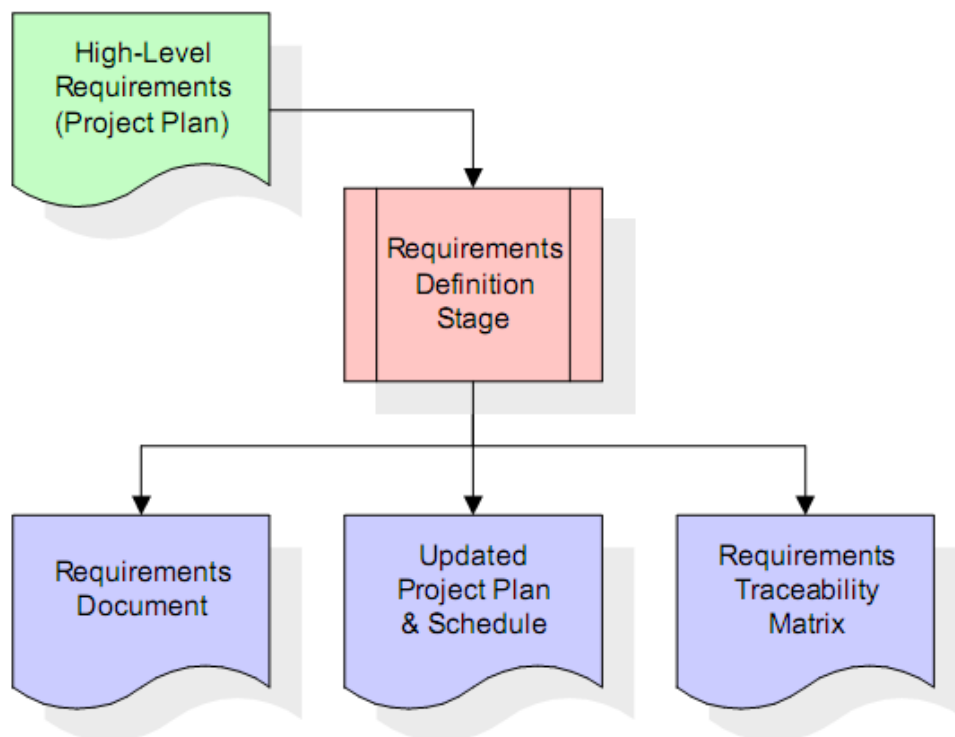 High-Level
Requirements
(Project Plan)
Requirements
Definition
Stage
Requirements
Document
Updated
Project Plan
& Schedule
Requirements
Traceability
Matrix